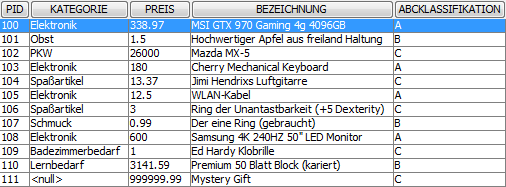 PID KATEGORIE PREIS BEZEICHNUNG ABCKLASSIFIKATION
100 Elektronik 338.97 MSI GTX 970 Gaming 4g 4096GB A
101 Obst 1.5 Hochwertiger Apfel aus freiland Haltung B
102 PKW 26000 Mazda MX-5 C
103 Elektronik 180 Cherry Mechanical Keyboard A
104 Spaßartikel 13.37 Jimi Hendrixs Luftgitarre C
105 Elektronik 12.5 WLAN-Kabel A
106 Spaßartikel 3 Ring der Unantastbarkeit (+5 Dexterity) C
107 Schmuck 0.99 Der eine Ring (gebraucht) B
108 Elektronik 600 Samsung 4K 240HZ 50" LED Monitor A
109 Badezimmerbedarf 1 Ed Hardy Klobrille C
110 Lernbedarf 3141.59 Premium 50 Blatt Block (kariert) B
111 <null> 999999.99 Mystery Gift C